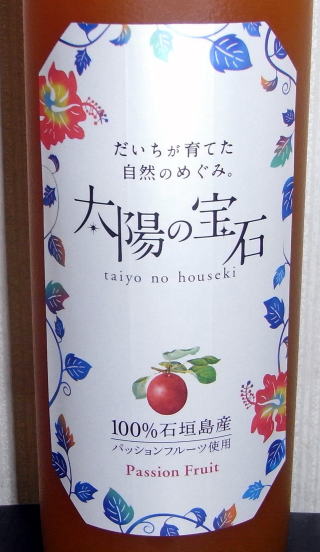 だいちが育てた
自然のめぐみ。
太陽の宝石
taiyo no houseki
100%石垣島産
パッションフルーツ使用
Passion Fruit